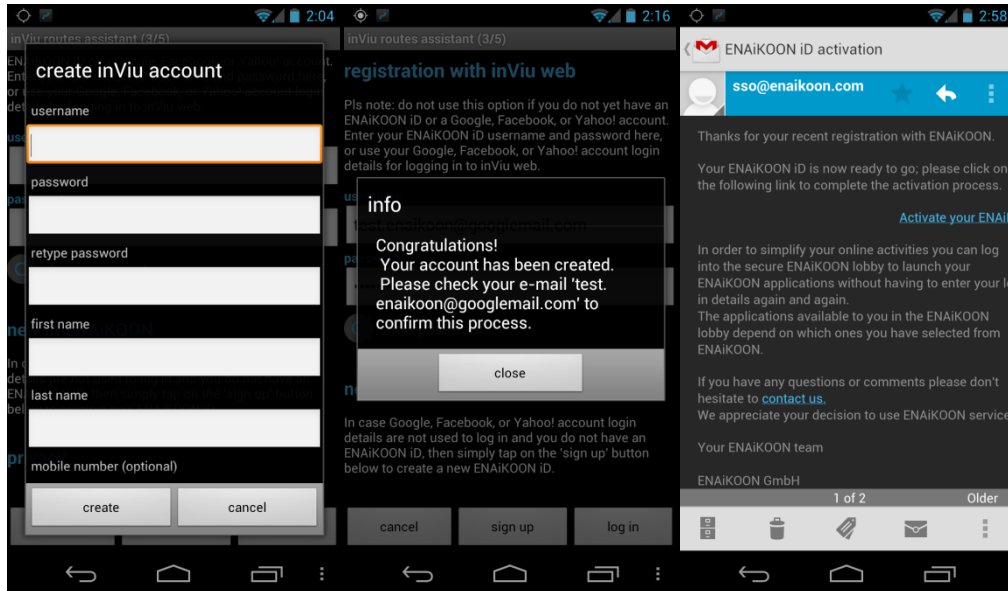 2:04
inViu routes assistant (3/5)
create inViu account
username
password
retype password
first name
last name
mobile number (optional)
create
cancel
2:16
inViu routes assistant (3/5)
registration with inViu web
Pls note: do not use this option if you do not yet have an
ENAiKOON iD or a Google, Facebook, or Yahoo! account.
Enter your ENAiKOON iD username and password here,
or use your Google, Facebook, or Yahoo! account login
details for logging in to inViu web.
test.enaikoon@googlemail.com
info
Congratulations!
Your account has been created.
Please check your e-mail 'test.
enaikoon@googlemail.com' to
confirm this process.
close
In case Google, Facebook, or Yahoo! account login
details are not used to log in and you do not have an
ENAiKOON iD, then simply tap on the 'sign up' button
below to create a new ENAiKOON iD.
cancel
sign up
log in
2:58
ENAiKOON iD activation
sso@enaikoon.com
Thanks for your recent registration with ENAiKOON.
Your ENAiKOON iD is now ready to go; please click on
the following link to complete the activation process.
Activate your ENAi
In order to simplify your online activities you can log
into the secure ENAiKOON lobby to launch your
ENAiKOON applications without having to enter your lo
in details again and again.
The applications available to you in the ENAiKOON
lobby depend on which ones you have selected from
ENAiKOON.
If you have any questions or comments please don't
hesitate to contact us.
We appreciate your decision to use ENAiKOON service
Your ENAiKOON team
ENAiKOON GmbH
1 of 2
Older